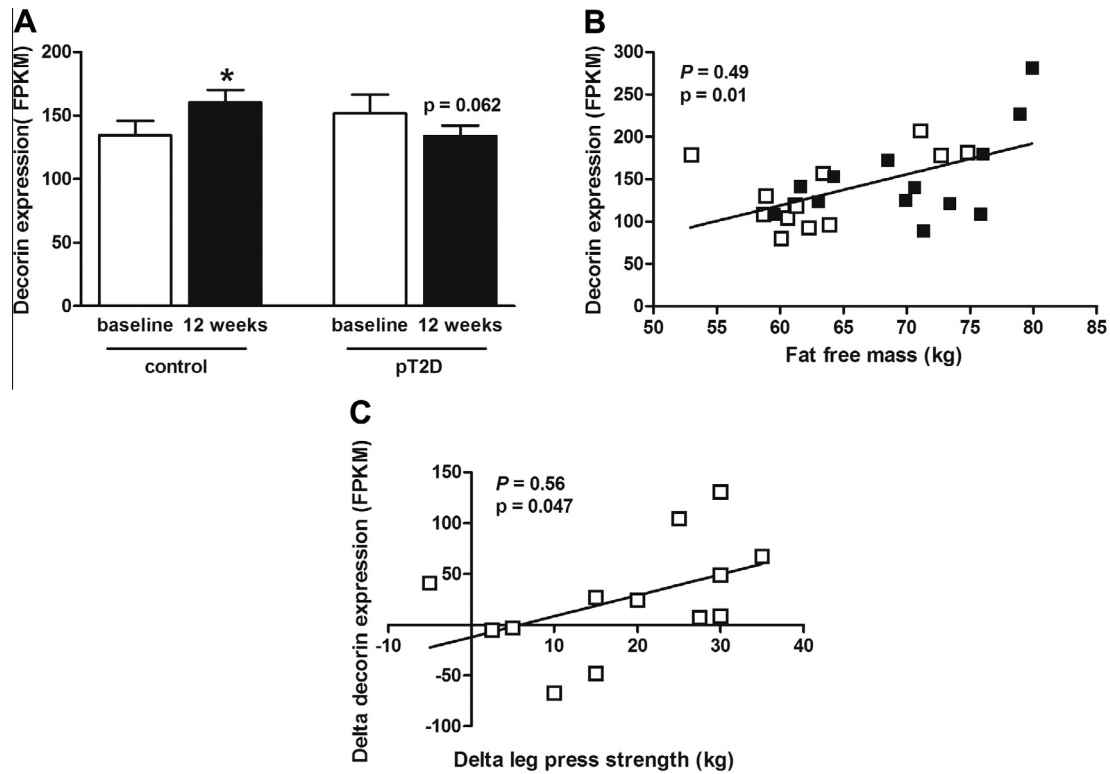 A
Decorin expression( FPKM)
200
150
100
50
0
*
p = 0.062
baseline 12 weeks baseline 12 weeks
control pT2D
B
Decorin expression (FPKM)
300
250
200
150
100
50
0
P = 0.49
p = 0.01
50 55 60 65 70 75 80 85
Fat free mass (kg)
C
Delta decorin expression (FPKM)
150
100
50
-50
-100
P = 0.56
p = 0.047
-10 10 20 30 40
Delta leg press strength (kg)